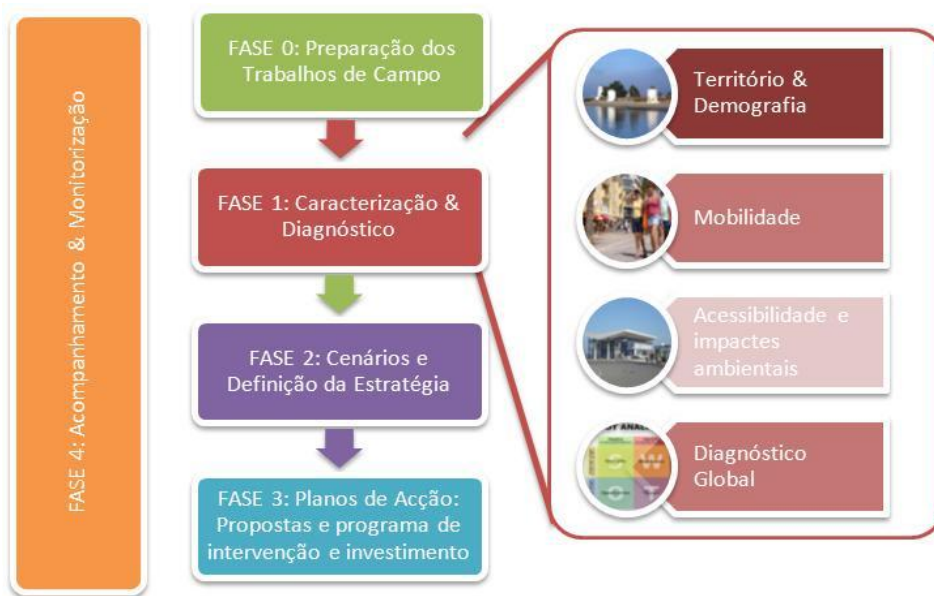 FASE 4: Acompanhamento & Monitorização
FASE 0: Preparação dos
Trabalhos de Campo
FASE 1: Caracterização &
Diagnóstico
FASE 2: Cenários e
Definição da Estratégia
FASE 3: Planos de Acção:
Propostas e programa de
intervenção e investimento
Território &
Demografia
Mobilidade
Acessibilidade e
impactes
ambientais
S W
O T
Diagnóstico
Global